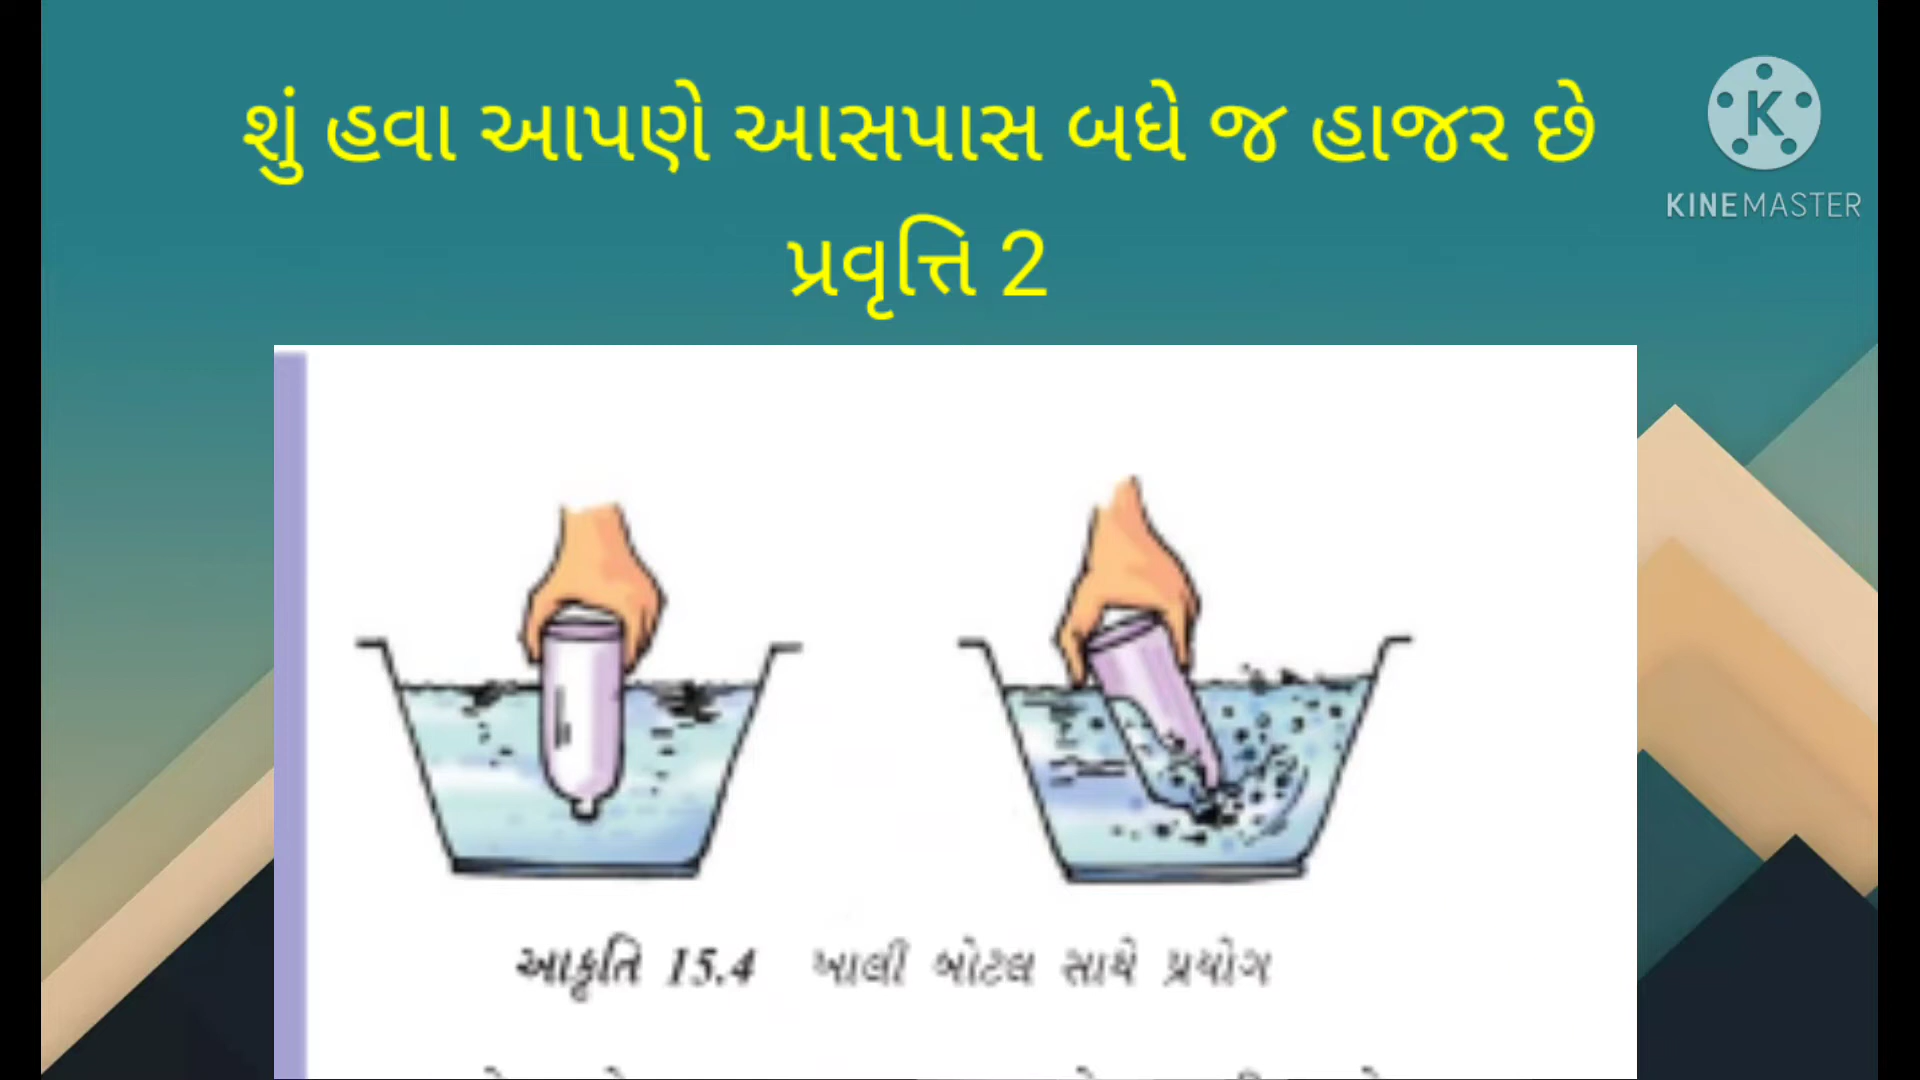 શું હવા આપણે આસપાસ બધે જ હાજર છે
K
KINEMASTER
પ્રવૃત્તિ 2
આકૃતિ 15.4 ખાલી બોટલ સાથે પ્રયોગ